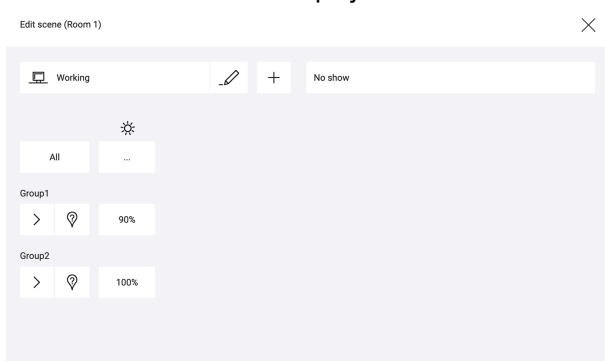 Edit scene (Room 1)
Working
No show
All
...
Group1
90%
Group2
100%